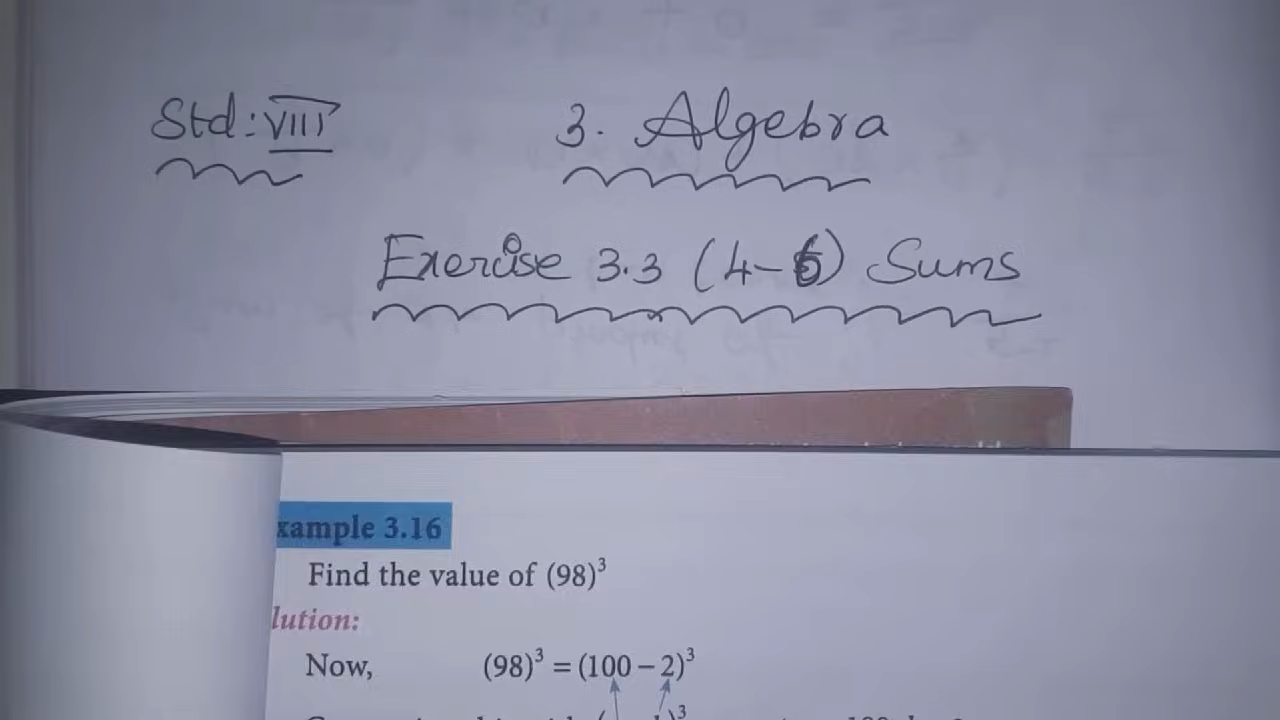 Std: VIII
3. Algebra
Exercise 3.3 (4-6) Sums
xample 3.16
Find the value of (98)³
lution:
Now, (98)³ = (100 – 2)³